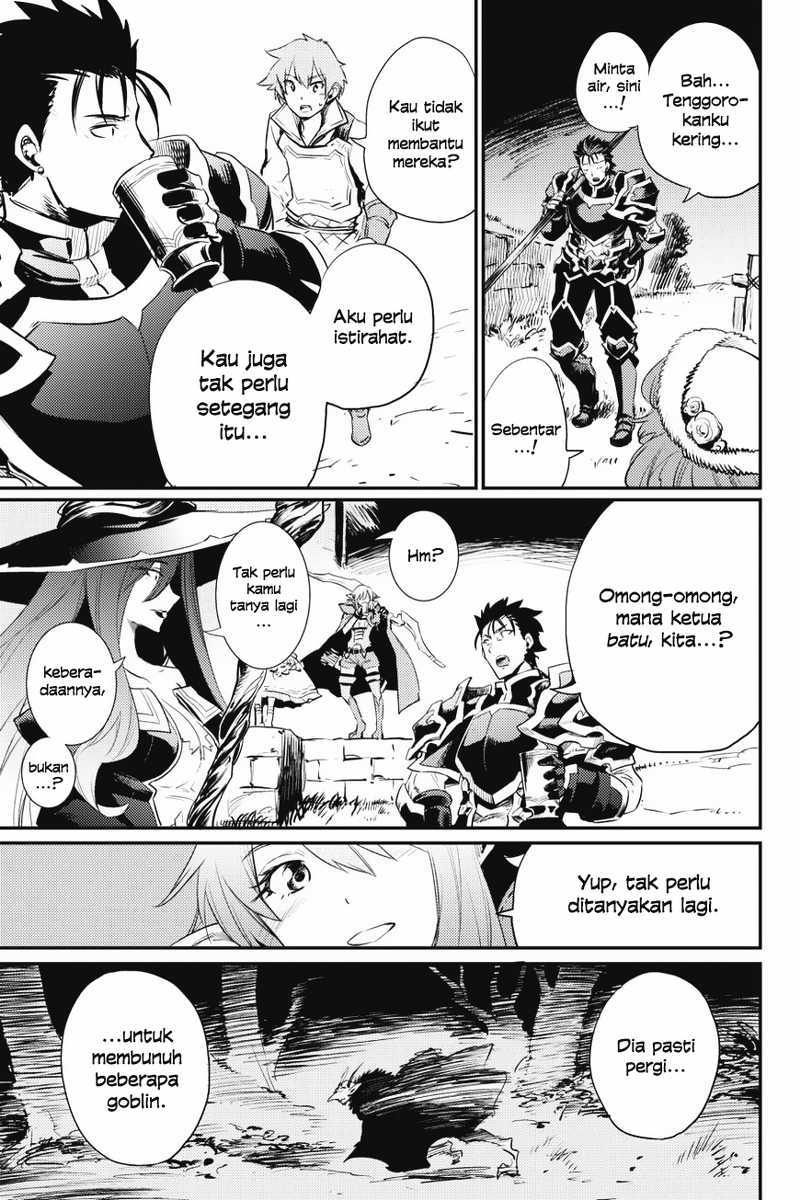 Bah...
Tenggoro-
kanku
kering...
Minta
air, sini
...!
Sebentar
...!
Kau tidak
ikut
membantu
mereka?
Aku perlu
istirahat.
Kau juga
tak perlu
setegang
itu...
Omong-omong,
mana ketua
batu, kita...?
Hm?
Tak perlu
kamu
tanya lagi
...
kebera-
daannya,
bukan
...?
Yup, tak perlu
ditanyakan lagi.
Dia pasti
pergi...
...untuk
membunuh
beberapa
goblin.